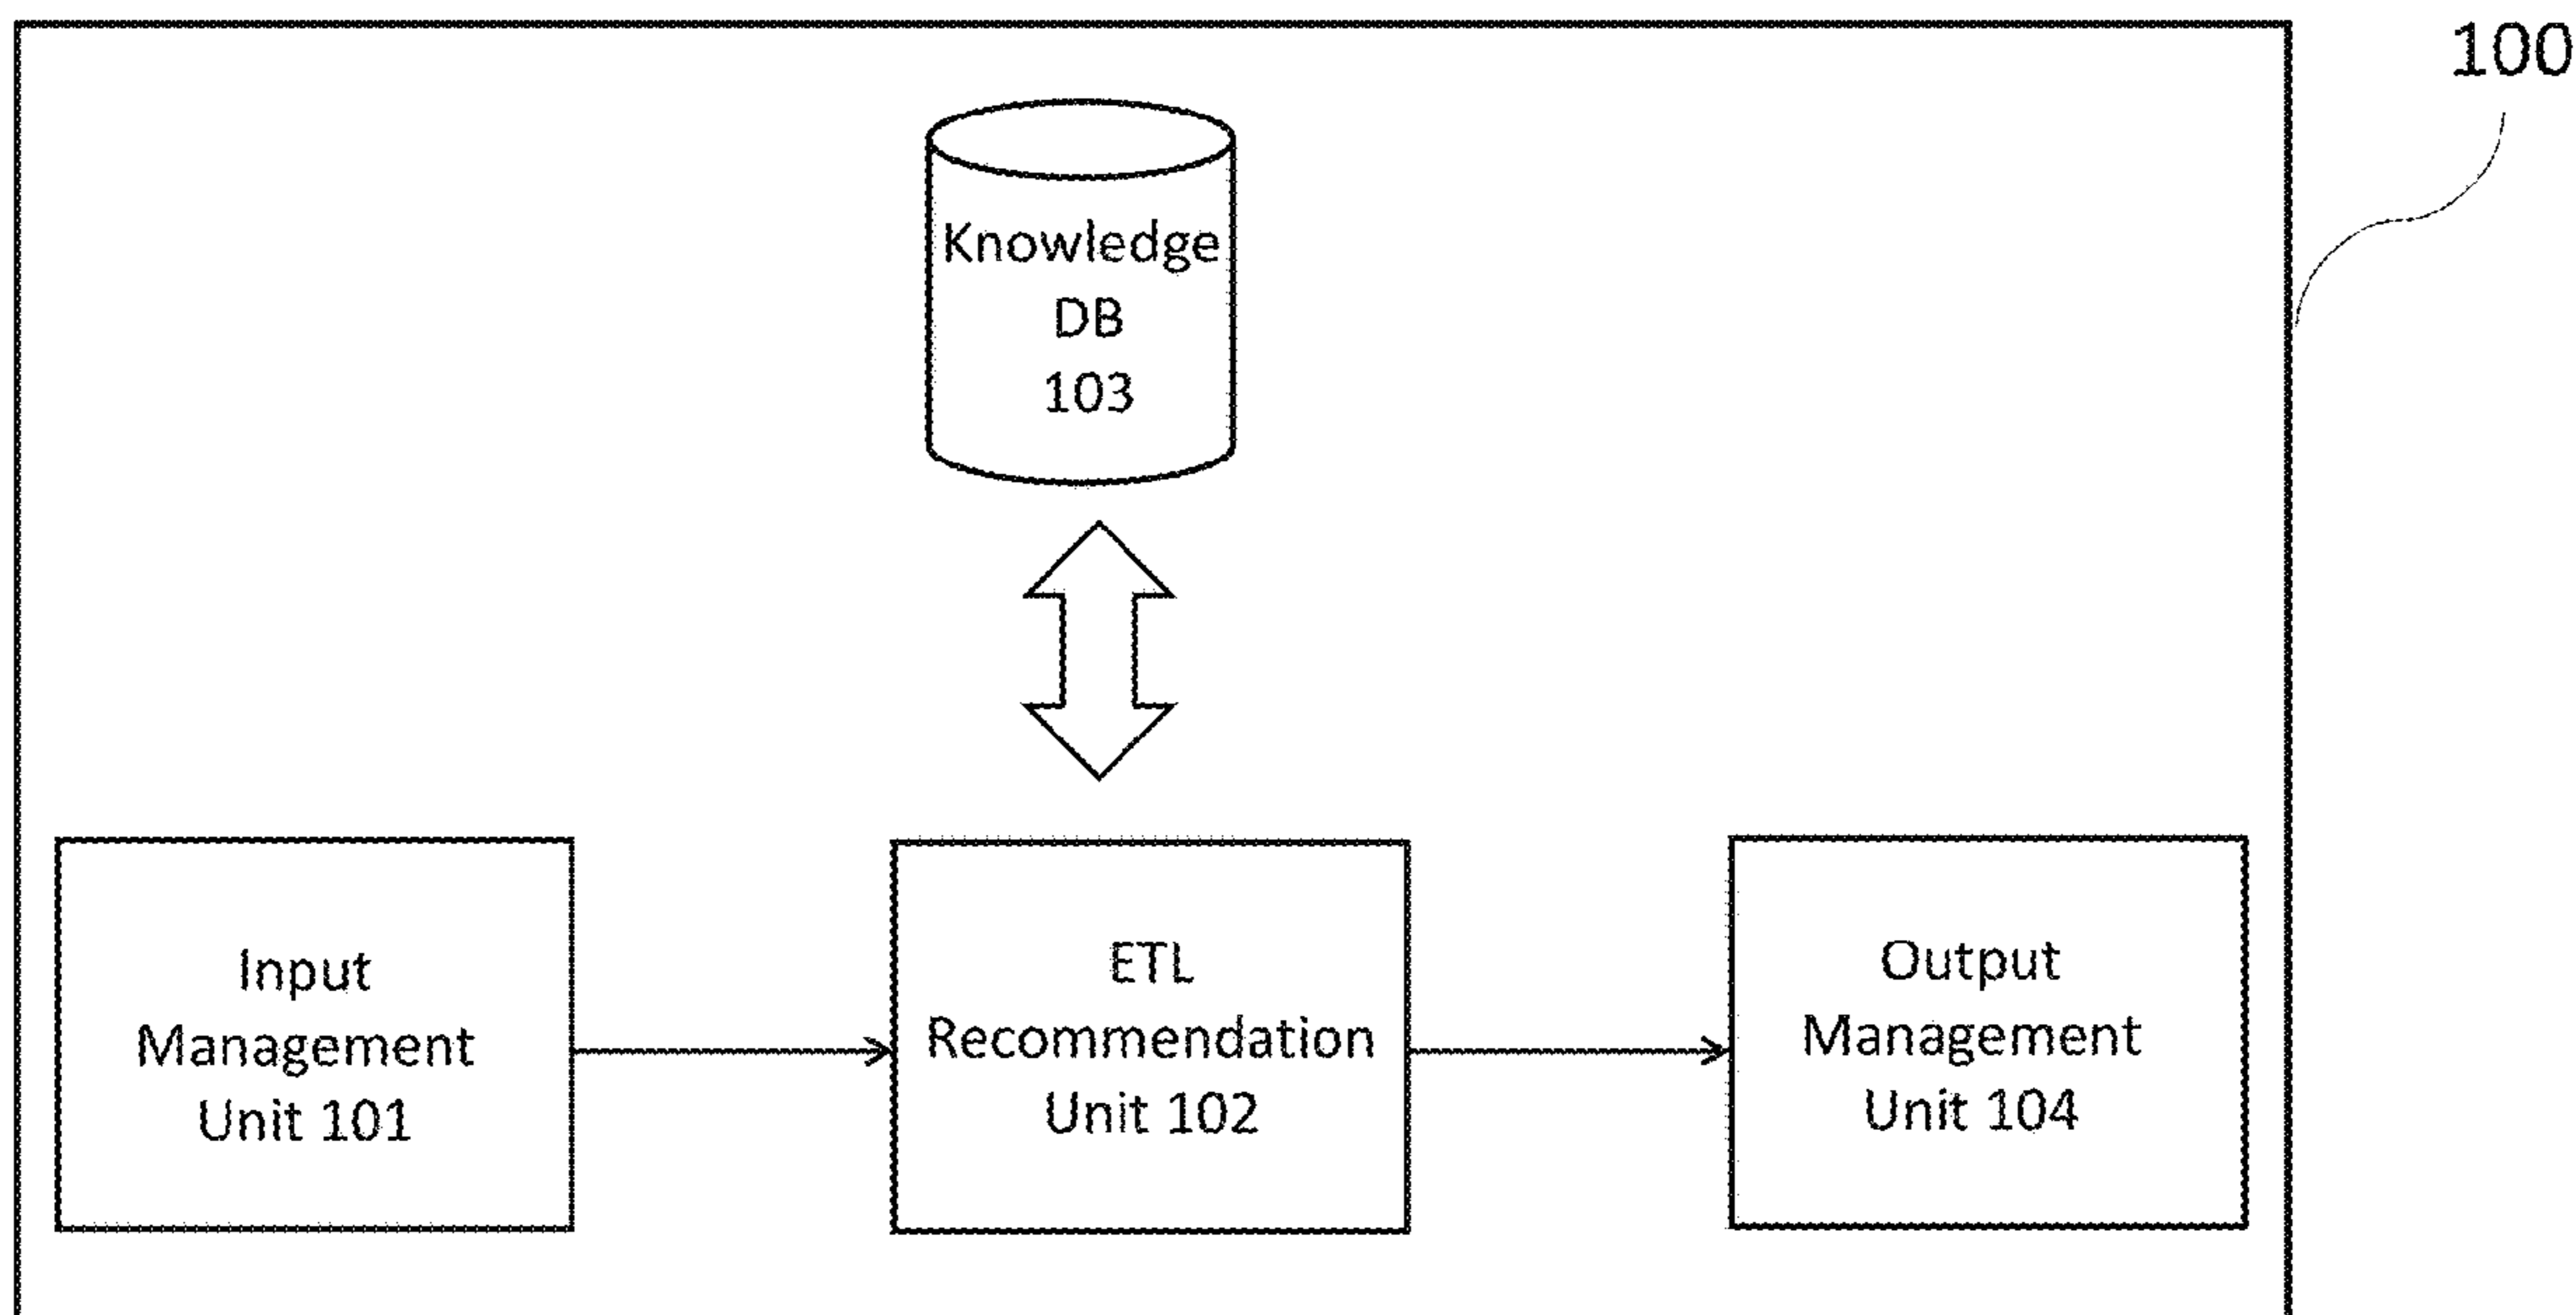 100
Knowledge
DB
103
Input
Management
Unit 101
ETL
Recommendation
Unit 102
Output
Management
Unit 104